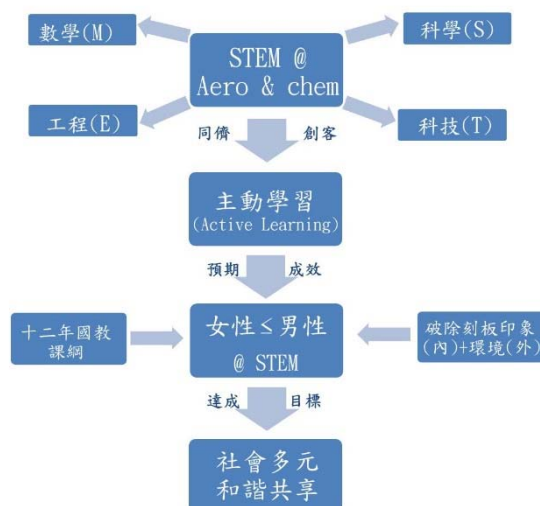 數學(M)
科學(S)
STEM @
Aero & chem
工程(E)
科技(T)
同儕 創客
主動學習
(Active Learning)
預期 成效
十二年國教
課綱
女性≤男性
@ STEM
破除刻板印象
(內)+環境(外)
達成 目標
社會多元
和諧共享